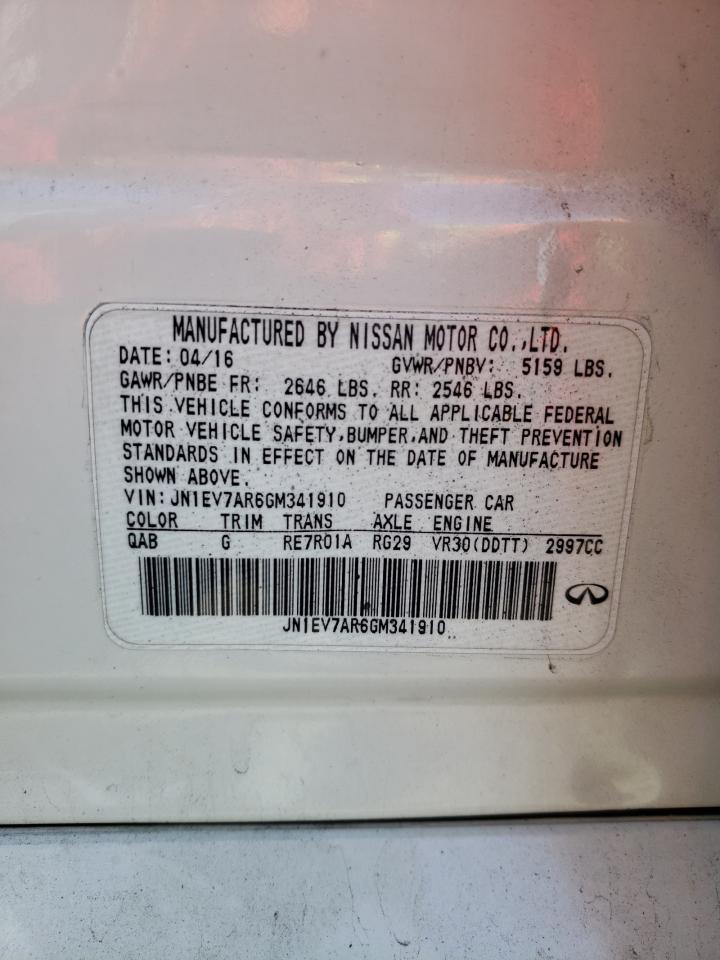 MANUFACTURED BY NISSAN MOTOR CO.,LTD.
DATE: 04/16 GVWR/PNBV: 5159 LBS.
GAWR/PNBE FR: 2646 LBS. RR: 2546 LBS.
THIS VEHICLE CONFORMS TO ALL APPLICABLE FEDERAL
MOTOR VEHICLE SAFETY,BUMPER,AND THEFT PREVENTION
STANDARDS IN EFFECT ON THE DATE OF MANUFACTURE
SHOWN ABOVE.
VIN: JN1EV7AR6GM341910 PASSENGER CAR
COLOR TRIM TRANS AXLE ENGINE
QAB G RE7R01A RG29 VR30(DDTT) 2997CC
JN1EV7AR6GM341910